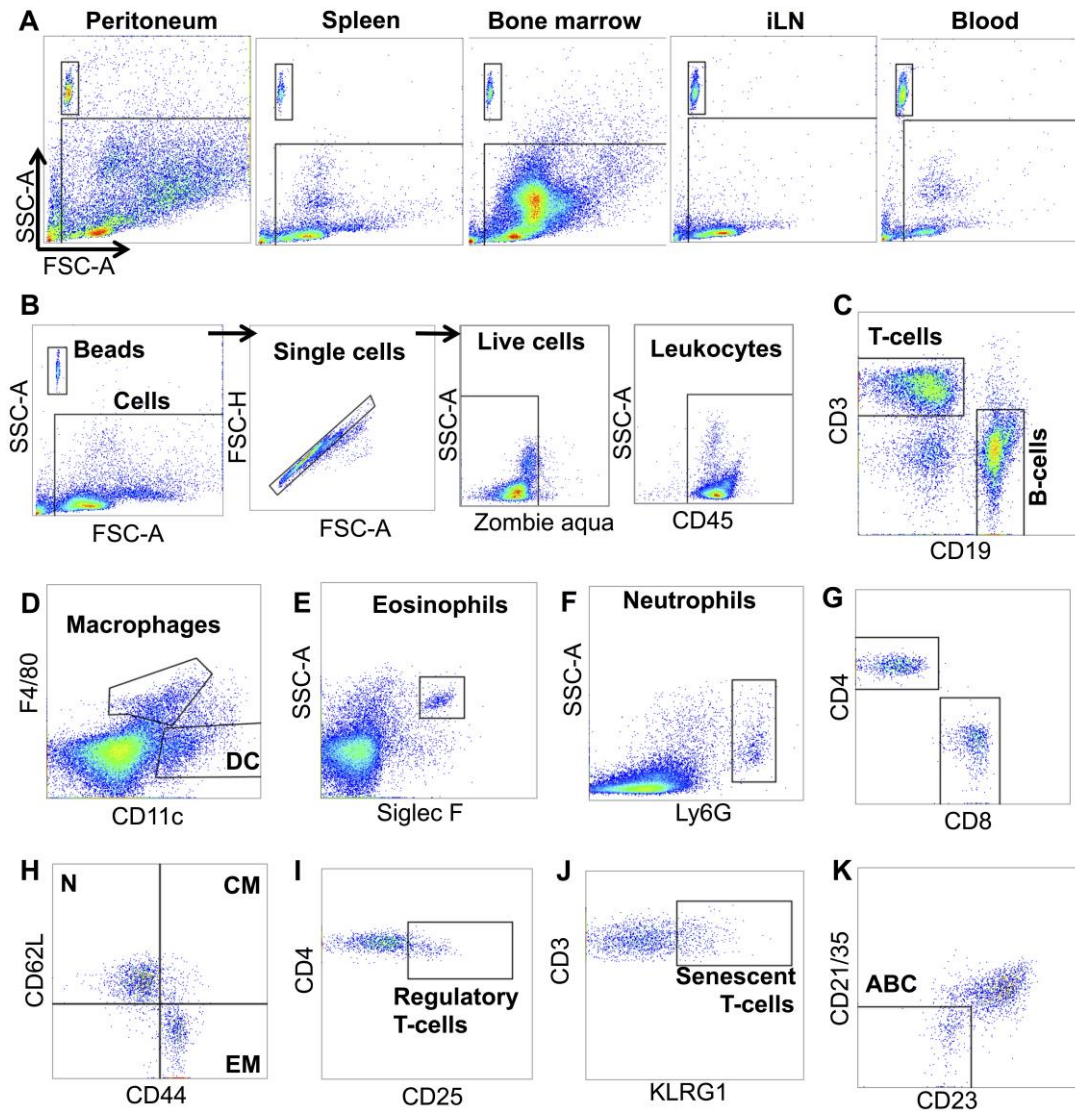 A
Peritoneum
Spleen
Bone marrow
iLN
Blood
SSC-A
FSC-A
B
Beads
Cells
SSC-A
FSC-A
Single cells
FSC-H
FSC-A
Live cells
SSC-A
Zombie aqua
Leukocytes
SSC-A
CD45
C
T-cells
CD3
B-cells
CD19
D
Macrophages
F4/80
DC
CD11c
E
Eosinophils
SSC-A
Siglec F
F
Neutrophils
SSC-A
Ly6G
G
CD4
CD8
H
N
CM
CD62L
EM
CD44
I
CD4
Regulatory
T-cells
CD25
J
CD3
Senescent
T-cells
KLRG1
K
CD21/35
ABC
CD23